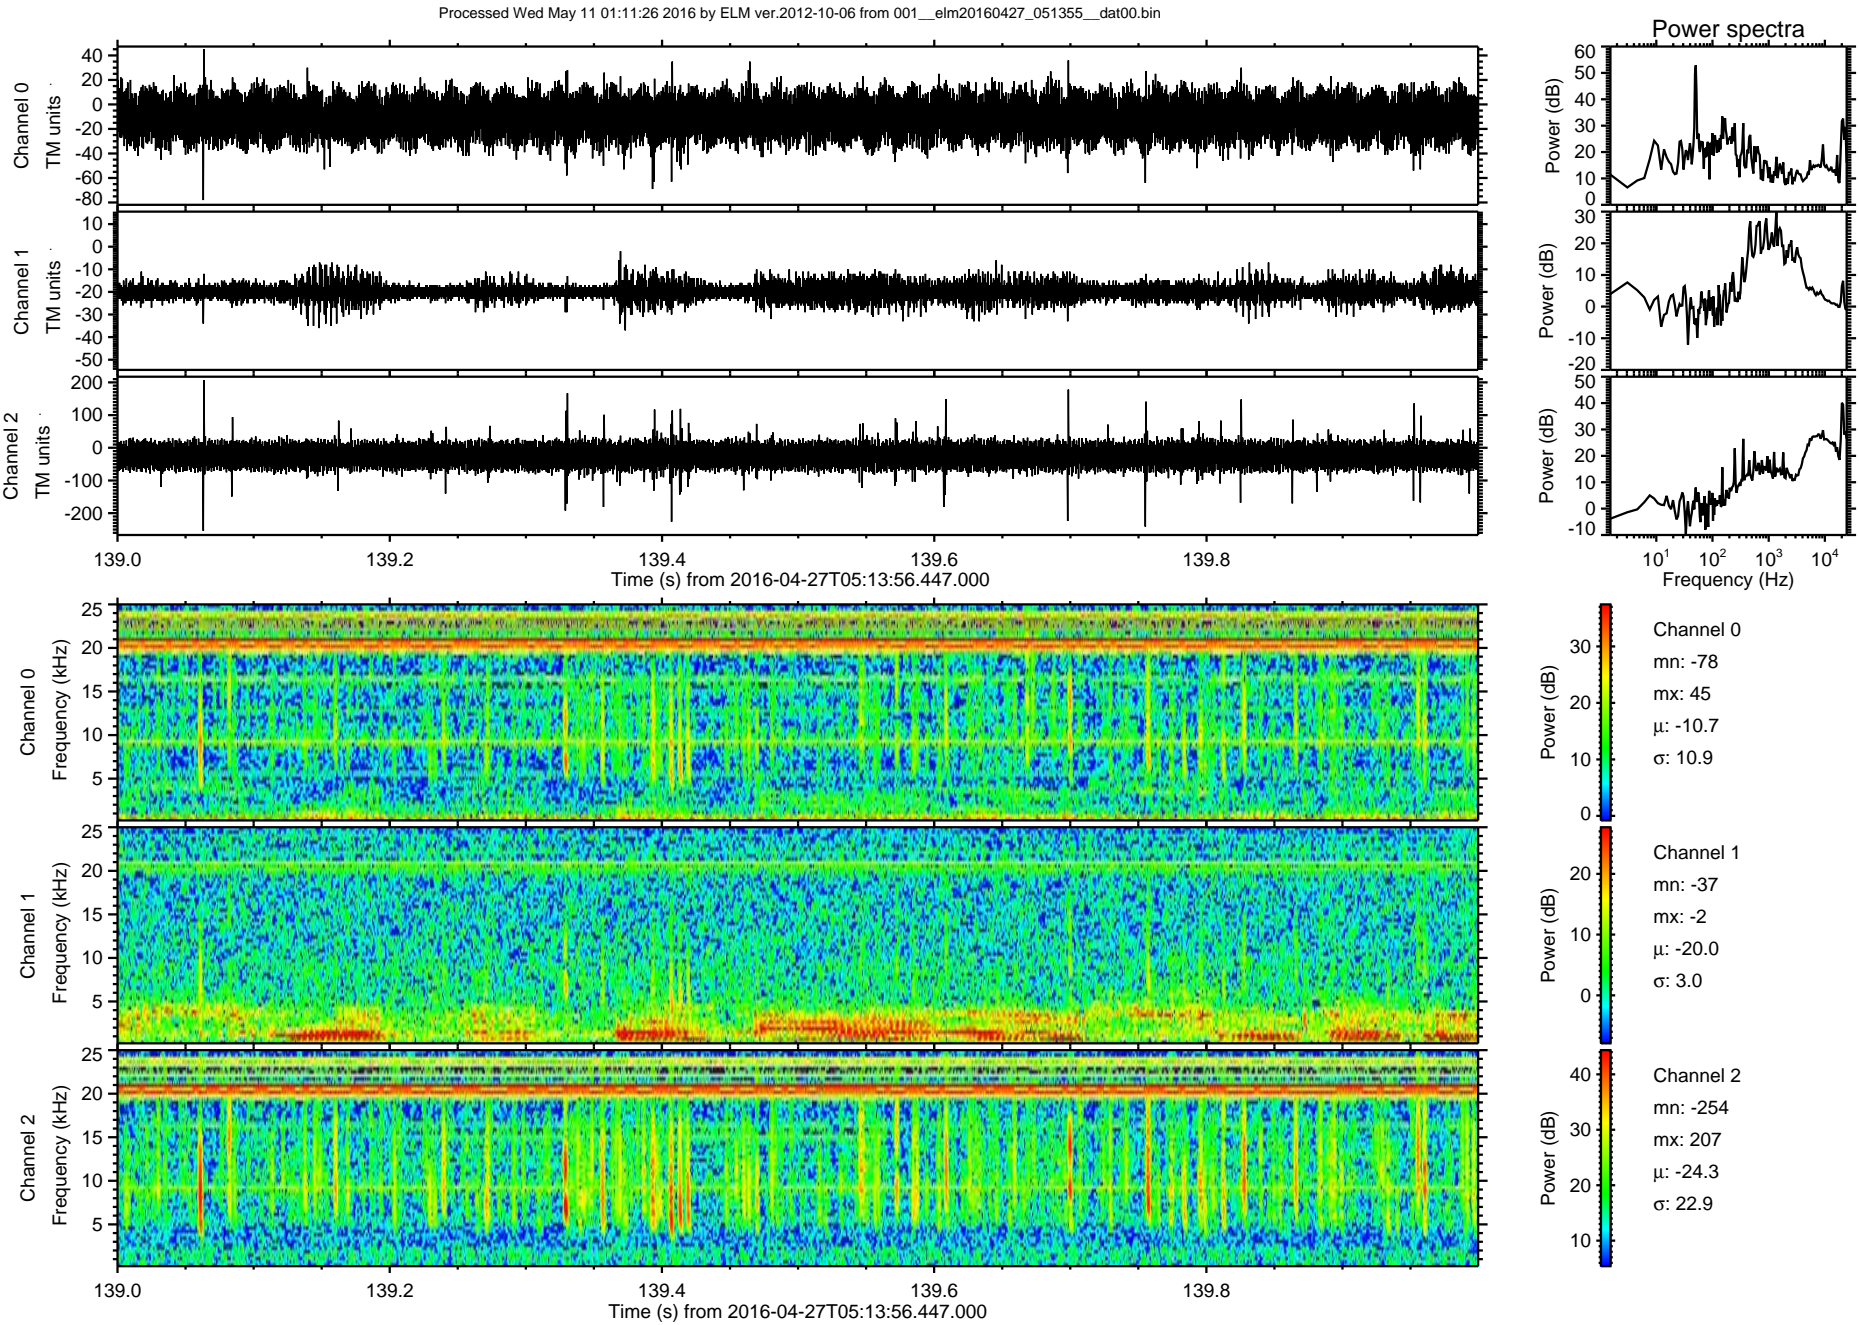 Processed Wed May 11 01:11:26 2016 by ELM ver.2012-10-06 from 001__elm20160427_051355__dat00.bin
Power spectra
Channel 0
TM units
40
20
0
-20
-40
-60
-80
Power (dB)
60
50
40
30
20
10
0
Channel 1
TM units
10
0
-10
-20
-30
-40
-50
Power (dB)
30
20
10
0
-10
-20
Channel 2
TM units
200
100
0
-100
-200
Power (dB)
50
40
30
20
10
0
-10
139.0 139.2 139.4 139.6 139.8
Time (s) from 2016-04-27T05:13:56.447.000
10¹ 10² 10³ 10⁴
Frequency (Hz)
Channel 0
Frequency (kHz)
25
20
15
10
5
Power (dB)
30
20
10
0
Channel 0
mn: -78
mx: 45
μ: -10.7
σ: 10.9
Channel 1
Frequency (kHz)
25
20
15
10
5
Power (dB)
20
10
0
Channel 1
mn: -37
mx: -2
μ: -20.0
σ: 3.0
Channel 2
Frequency (kHz)
25
20
15
10
5
Power (dB)
40
30
20
10
Channel 2
mn: -254
mx: 207
μ: -24.3
σ: 22.9
139.0 139.2 139.4 139.6 139.8
Time (s) from 2016-04-27T05:13:56.447.000